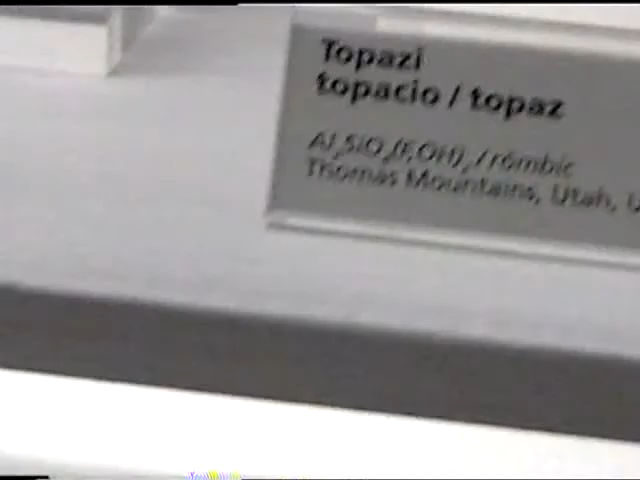 Topazi
topacio / topaz
Al₂SiO₄(F,OH)₂ / ròmbic
Thomas Mountains, Utah,